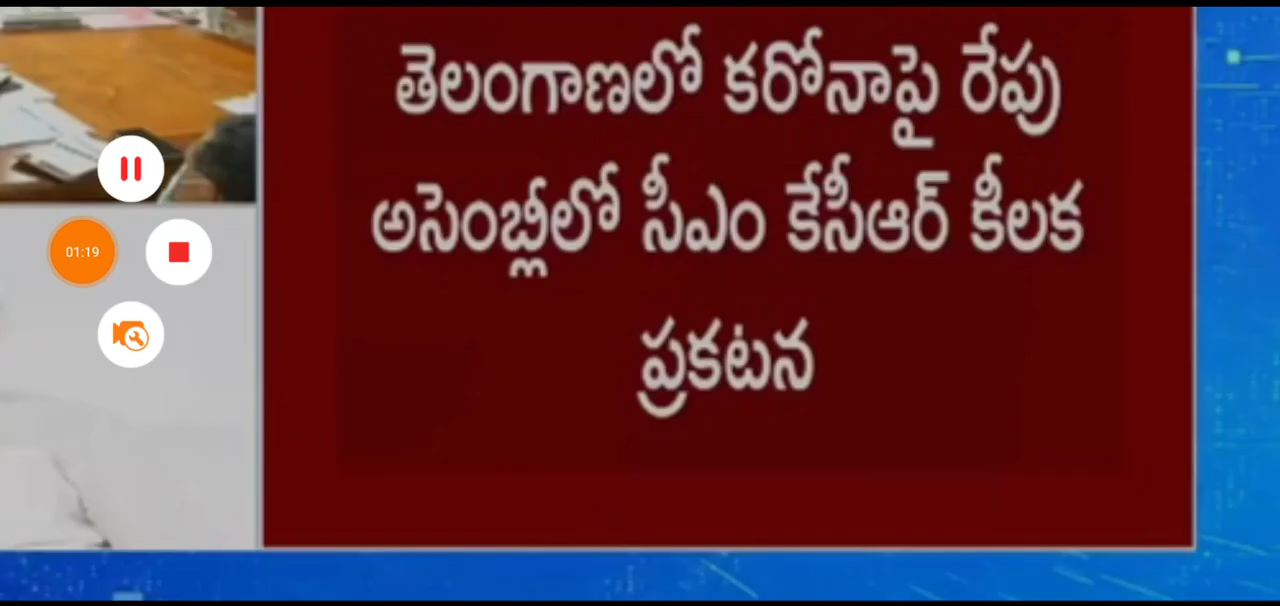 తెలంగాణలో కరోనాపై రేపు
అసెంబ్లీలో సీఎం కేసీఆర్ కీలక
ప్రకటన
01:19